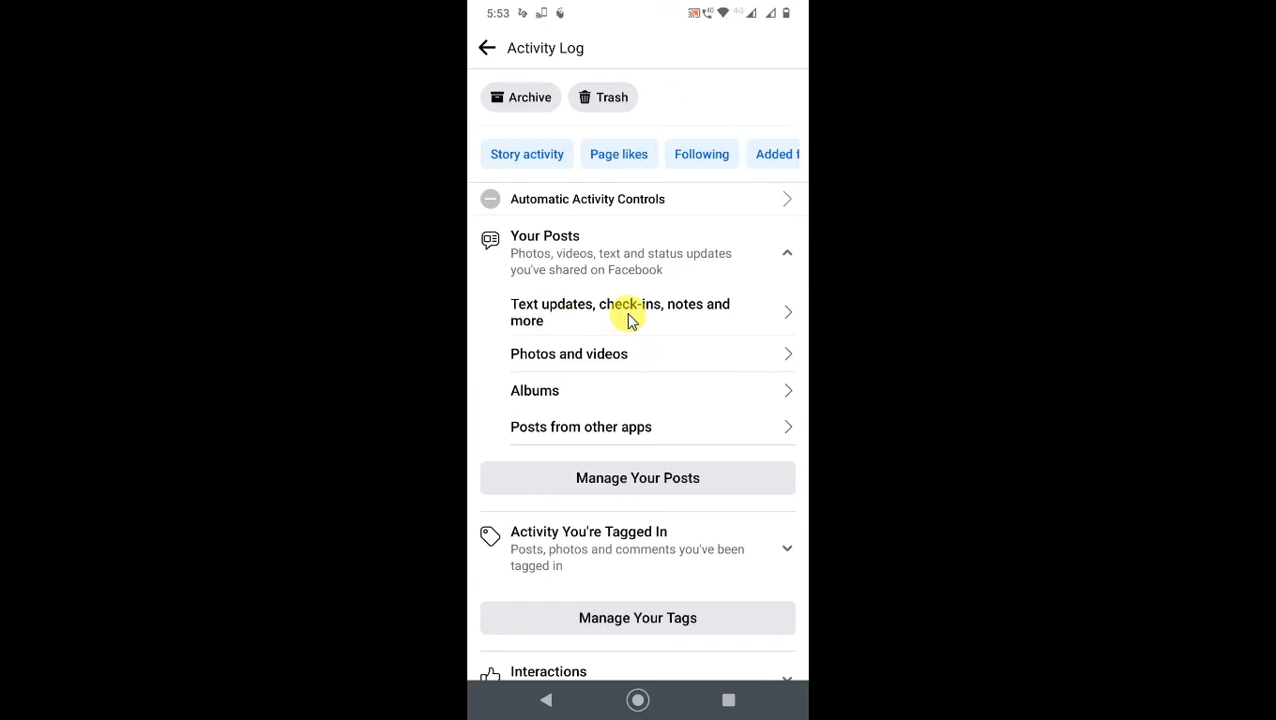 5:53
4G
4G
Activity Log
Archive
Trash
Story activity
Page likes
Following
Added f
Automatic Activity Controls
Your Posts
Photos, videos, text and status updates
you've shared on Facebook
Text updates, check-ins, notes and
more
Photos and videos
Albums
Posts from other apps
Manage Your Posts
Activity You're Tagged In
Posts, photos and comments you've been
tagged in
Manage Your Tags
Interactions